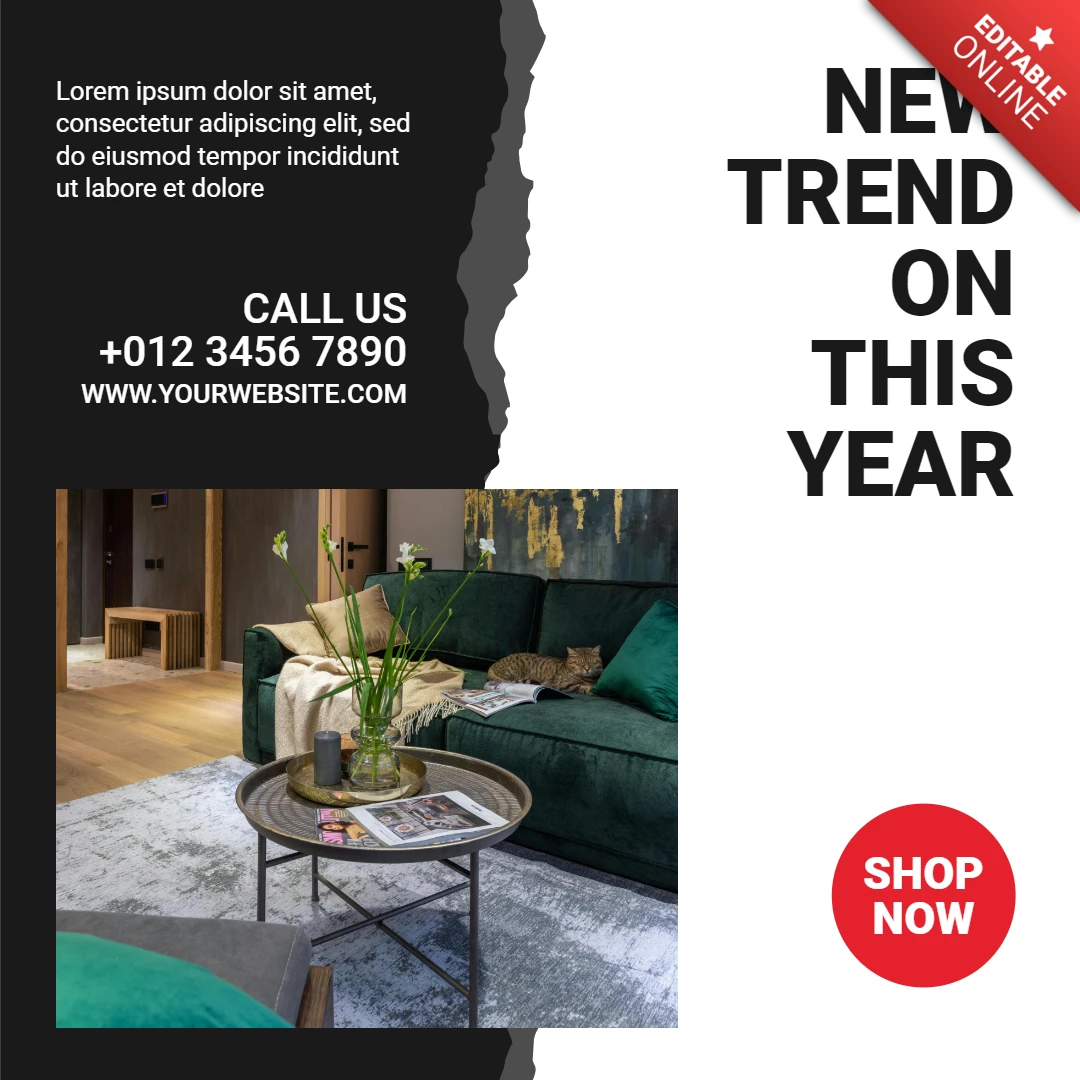 Lorem ipsum dolor sit amet,
consectetur adipiscing elit, sed
do eiusmod tempor incididunt
ut labore et dolore
CALL US
+012 3456 7890
WWW.YOURWEBSITE.COM
EDITABLE
ONLINE
NEW
TREND
ON
THIS
YEAR
SHOP
NOW